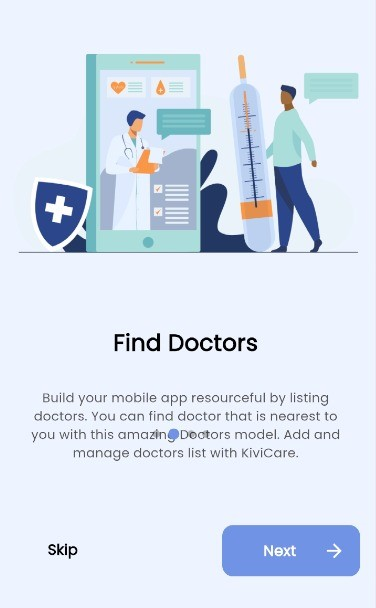 Find Doctors
Build your mobile app resourceful by listing
doctors. You can find doctor that is nearest to
you with this amazing Doctors model. Add and
manage doctors list with KiviCare.
Skip
Next